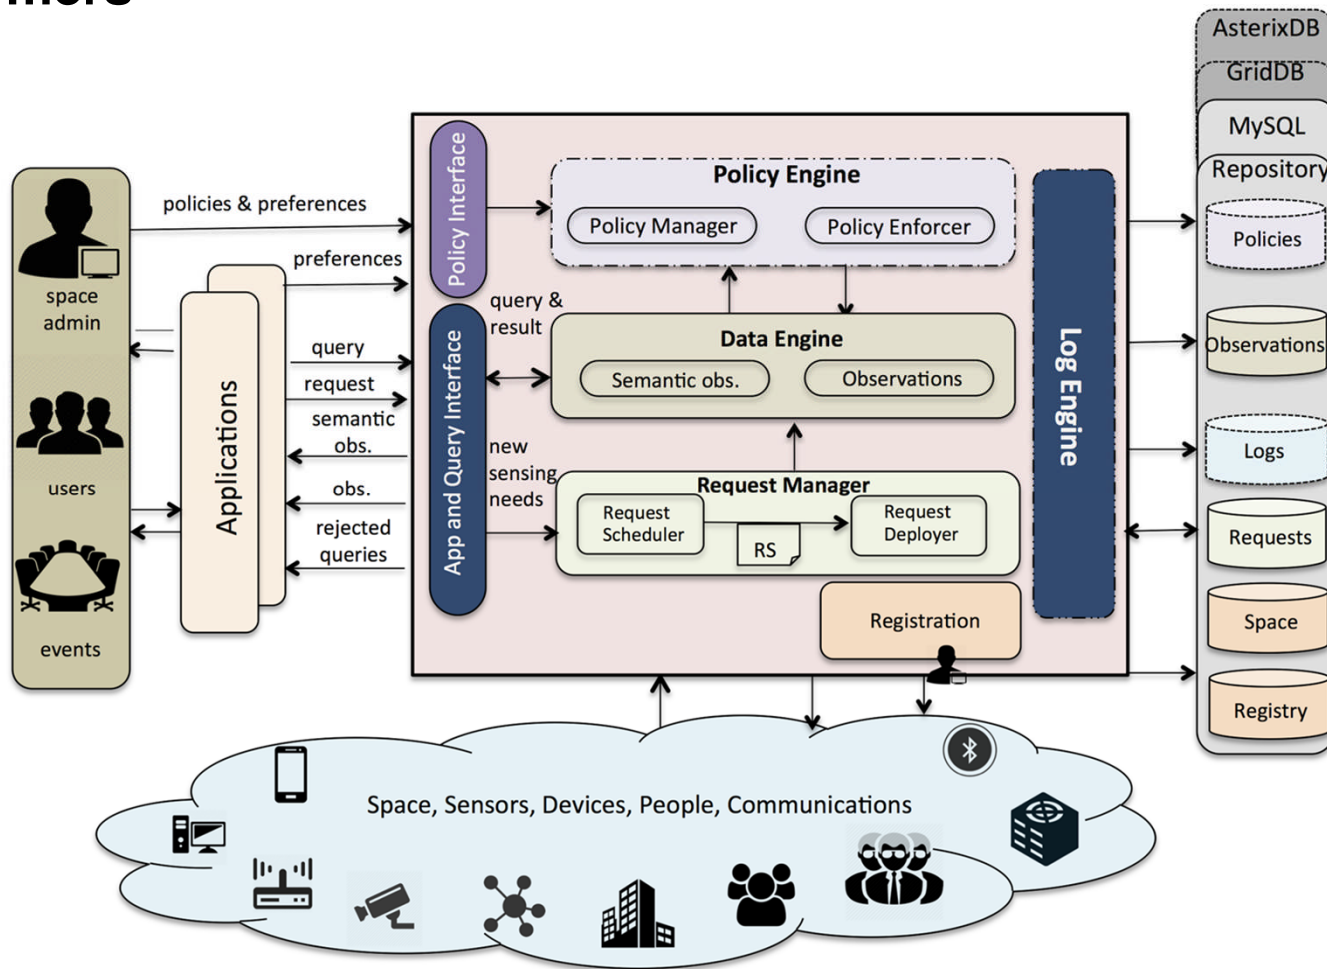 AsterixDB
GridDB
MySQL
Repository
Policies
Observations
Logs
Requests
Space
Registry
space
admin
users
events
policies & preferences
preferences
query
request
semantic
obs.
obs.
rejected
queries
Applications
Policy Interface
App and Query Interface
query &
result
new
sensing
needs
Policy Engine
Policy Manager
Policy Enforcer
Data Engine
Semantic obs.
Observations
Request Manager
Request
Scheduler
RS
Request
Deployer
Registration
Log Engine
Space, Sensors, Devices, People, Communications